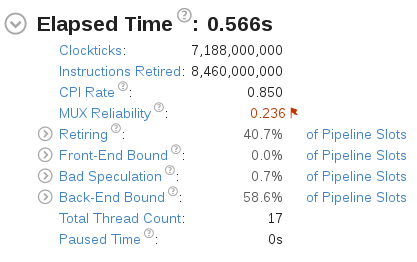 Elapsed Time ?: 0.566s
Clockticks: 7,188,000,000
Instructions Retired: 8,460,000,000
CPI Rate ?: 0.850
MUX Reliability ?: 0.236
Retiring ?: 40.7% of Pipeline Slots
Front-End Bound ?: 0.0% of Pipeline Slots
Bad Speculation ?: 0.7% of Pipeline Slots
Back-End Bound ?: 58.6% of Pipeline Slots
Total Thread Count: 17
Paused Time ?: 0s